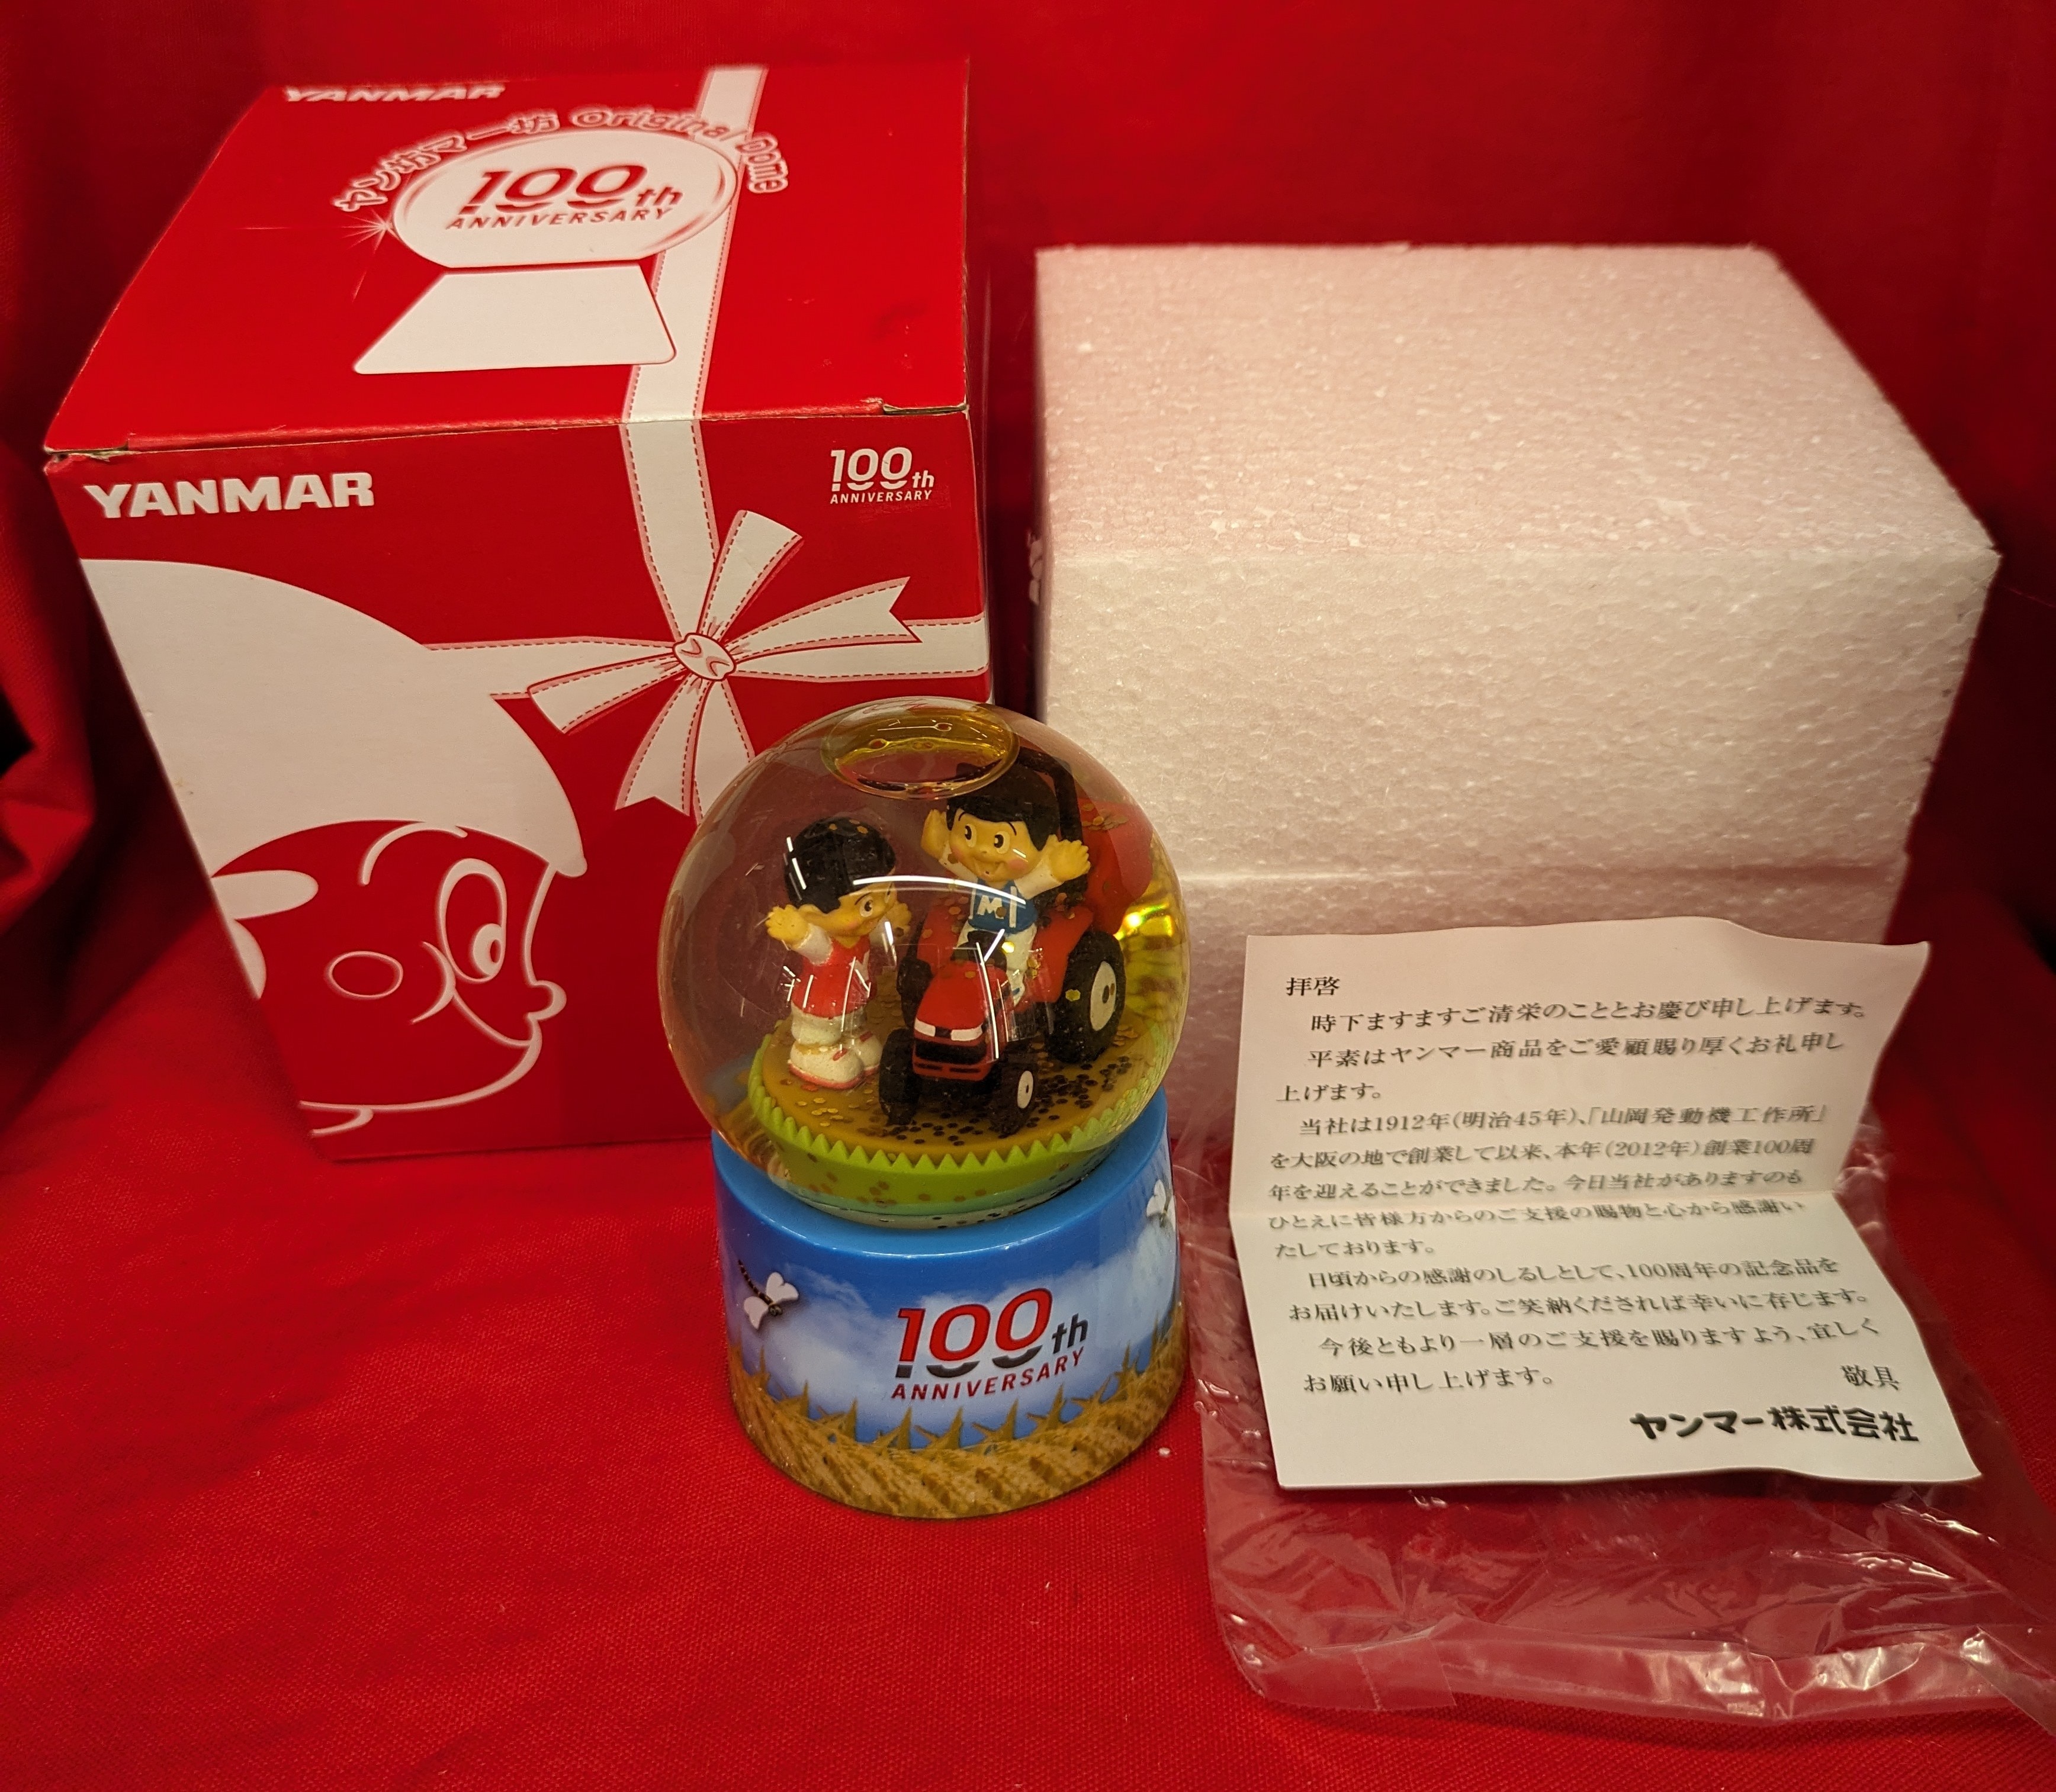 YANMAR
ヤン坊マー坊 Original Dome
100th
ANNIVERSARY
YANMAR
100th
ANNIVERSARY
M
100th
ANNIVERSARY
拝啓
時下ますますご清栄のこととお慶び申し上げます。
平素はヤンマー商品をご愛顧賜り厚くお礼申し
上げます。
当社は1912年(明治45年)、「山岡発動機工作所」
を大阪の地で創業して以来、本年(2012年)創業100周
年を迎えることができました。今日当社がありますのも
ひとえに皆様方からのご支援の賜物と心から感謝い
たしております。
日頃からの感謝のしるしとして、100周年の記念品を
お届けいたします。ご笑納くだされば幸いに存じます。
今後ともより一層のご支援を賜りますよう、宜しく
お願い申し上げます。
敬具
ヤンマー株式会社